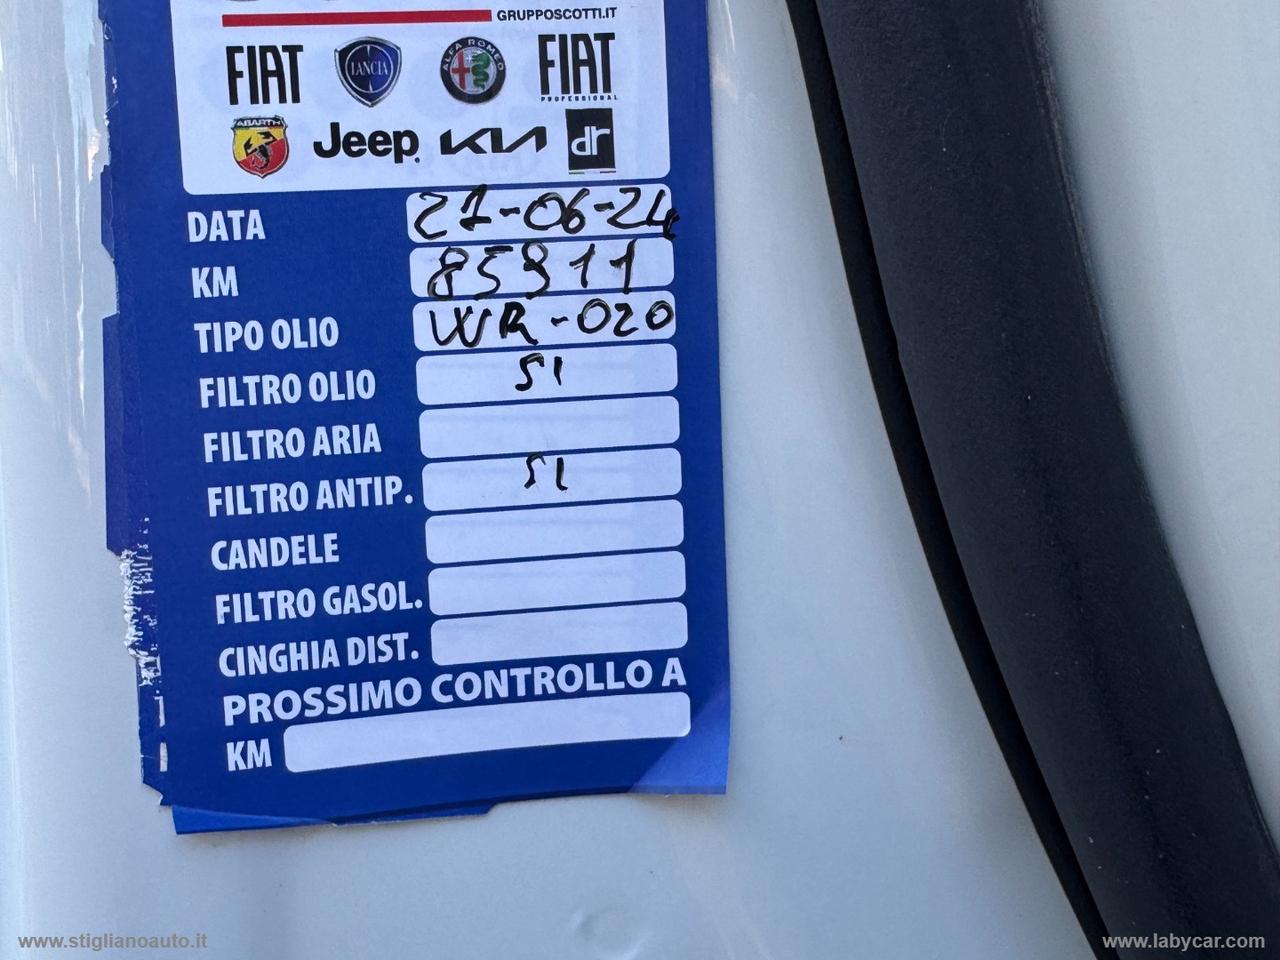 GRUPPOSCOTTI.IT
FIAT LANCIA ALFA ROMEO FIAT PROFESSIONAL
ABARTH Jeep KIA dr
DATA 21-06-24
KM 85911
TIPO OLIO WR-020
FILTRO OLIO SI
FILTRO ARIA
FILTRO ANTIP. SI
CANDELE
FILTRO GASOL.
CINGHIA DIST.
PROSSIMO CONTROLLO A
KM
www.stiglianoauto.it www.labycar.com